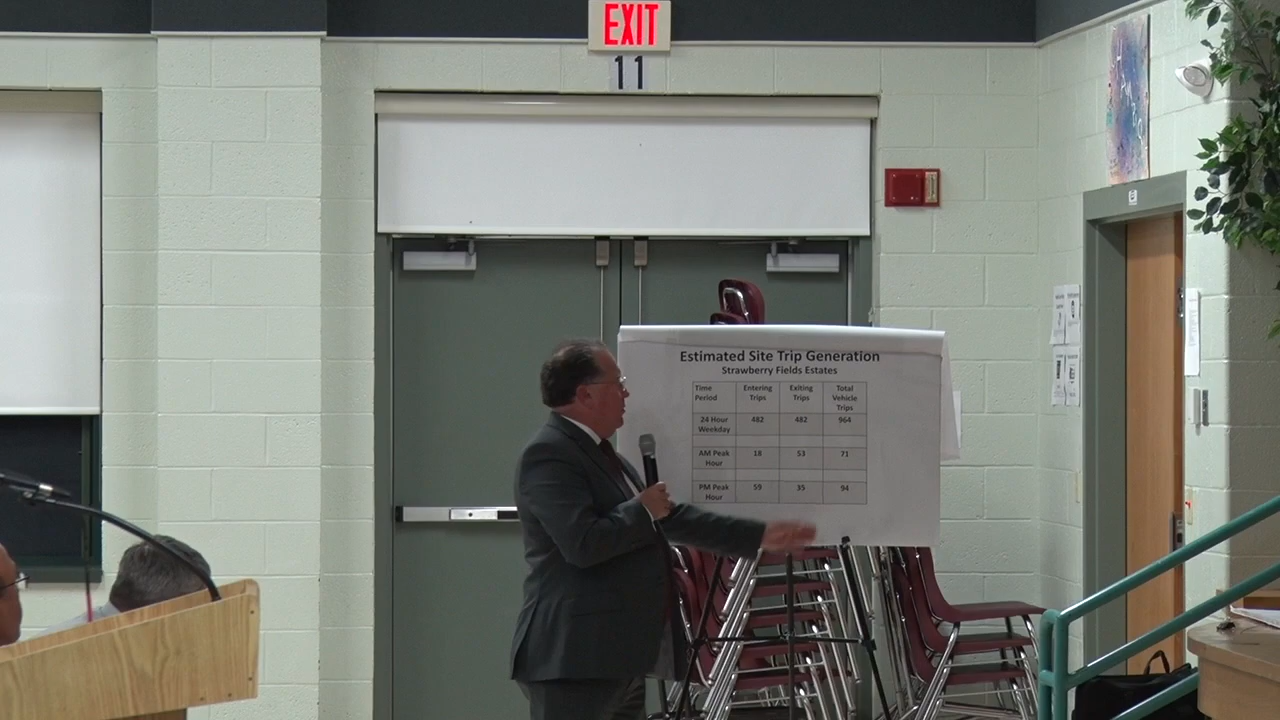 EXIT
11
Estimated Site Trip Generation
Strawberry Fields Estates
Time Period Entering Trips Exiting Trips Total Vehicle Trips
24 Hour Weekday 482 482 964
AM Peak Hour 18 53 71
PM Peak Hour 59 35 94